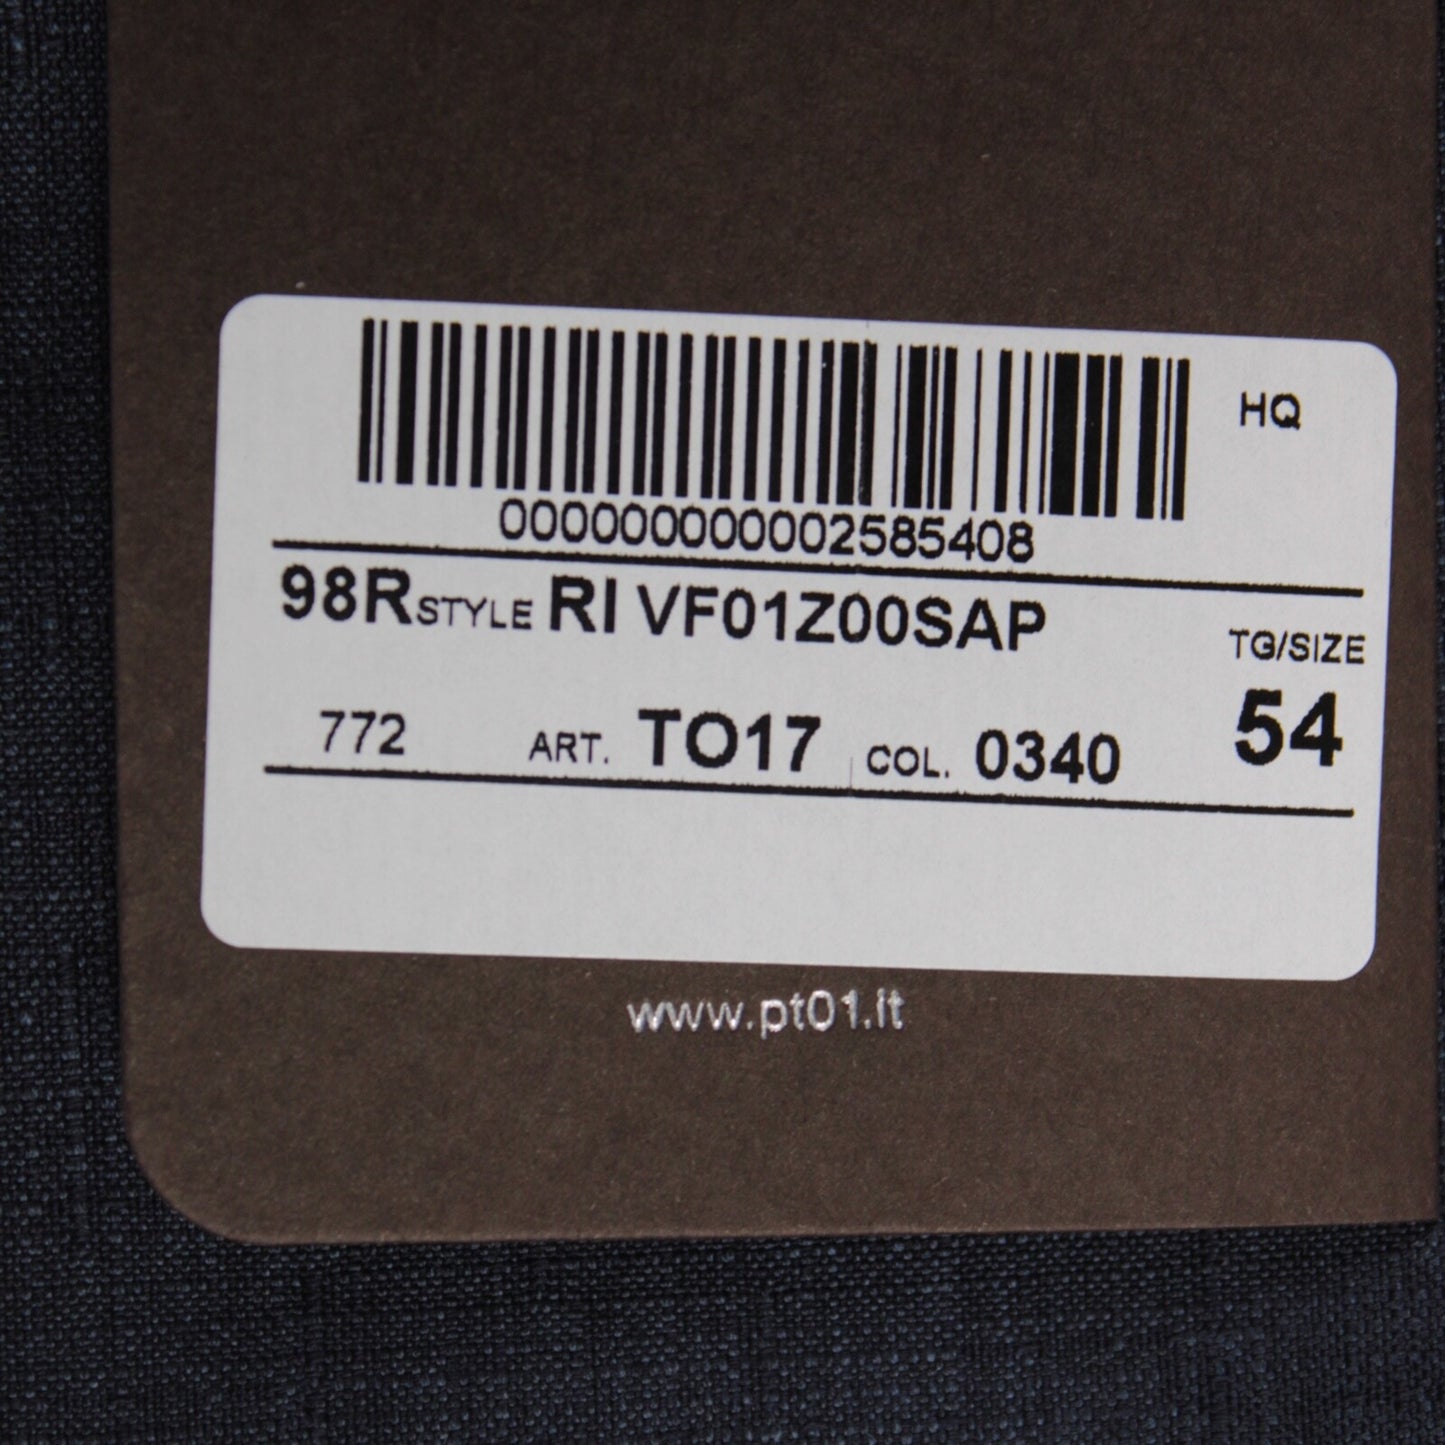 HQ
000000000002585408
98R STYLE RI VF01Z00SAP
TG/SIZE
54
772 ART. TO17 COL. 0340
www.pt01.it